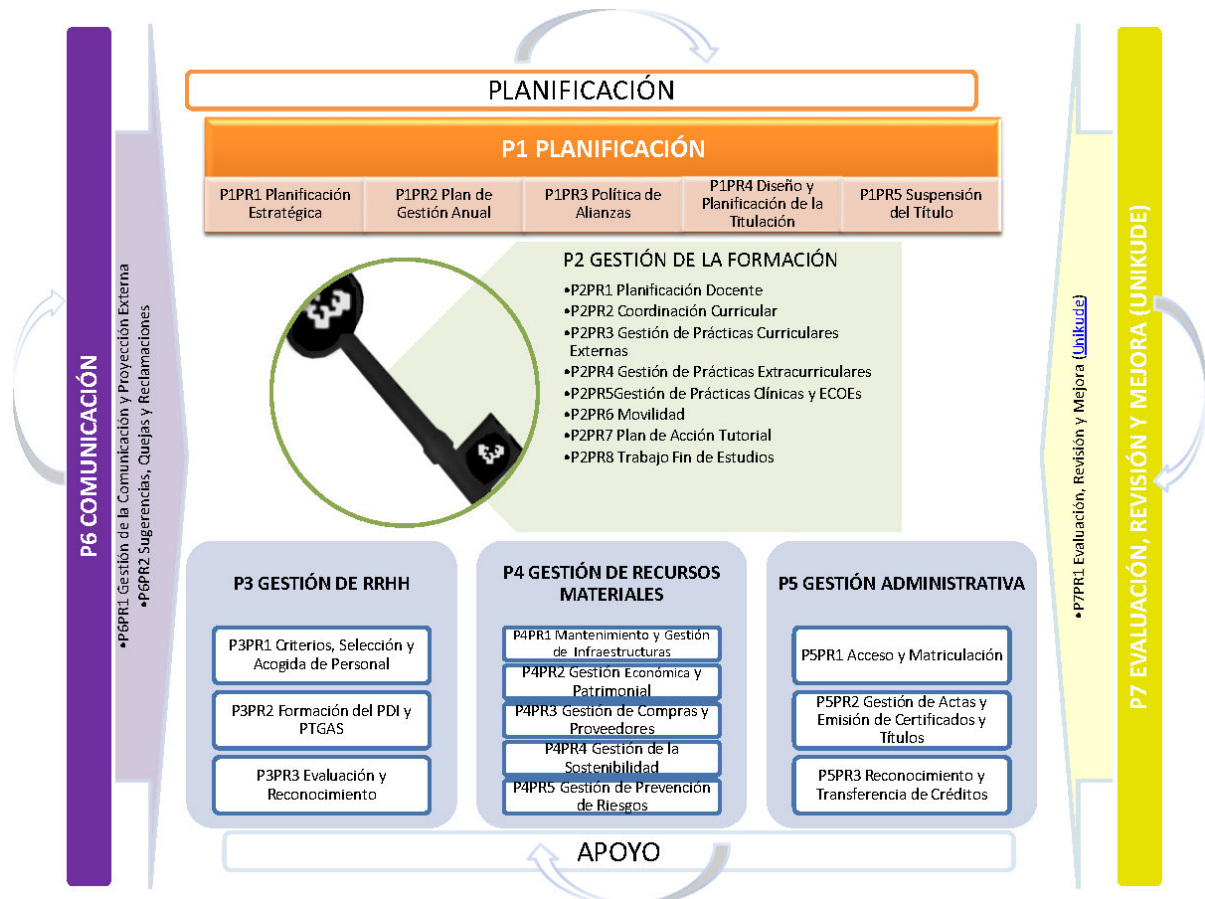 PLANIFICACIÓN
P1 PLANIFICACIÓN
P1PR1 Planificación
Estratégica
P1PR2 Plan de
Gestión Anual
P1PR3 Política de
Alianzas
P1PR4 Diseño y
Planificación de la
Titulación
P1PR5 Suspensión
del Título
P6 COMUNICACIÓN
•P6PR1 Gestión de la Comunicación y Proyección Externa
•P6PR2 Sugerencias, Quejas y Reclamaciones
P2 GESTIÓN DE LA FORMACIÓN
•P2PR1 Planificación Docente
•P2PR2 Coordinación Curricular
•P2PR3 Gestión de Prácticas Curriculares
Externas
•P2PR4 Gestión de Prácticas Extracurriculares
•P2PR5Gestión de Prácticas Clínicas y ECOEs
•P2PR6 Movilidad
•P2PR7 Plan de Acción Tutorial
•P2PR8 Trabajo Fin de Estudios
•P7PR1 Evaluación, Revisión y Mejora (Unikude)
P7 EVALUACIÓN, REVISIÓN Y MEJORA (UNIKUDE)
P3 GESTIÓN DE RRHH
P3PR1 Criterios, Selección y
Acogida de Personal
P3PR2 Formación del PDI y
PTGAS
P3PR3 Evaluación y
Reconocimiento
P4 GESTIÓN DE RECURSOS
MATERIALES
P4PR1 Mantenimiento y Gestión
de Infraestructuras
P4PR2 Gestión Económica y
Patrimonial
P4PR3 Gestión de Compras y
Proveedores
P4PR4 Gestión de la
Sostenibilidad
P4PR5 Gestión de Prevención
de Riesgos
P5 GESTIÓN ADMINISTRATIVA
P5PR1 Acceso y Matriculación
P5PR2 Gestión de Actas y
Emisión de Certificados y
Títulos
P5PR3 Reconocimiento y
Transferencia de Créditos
APOYO